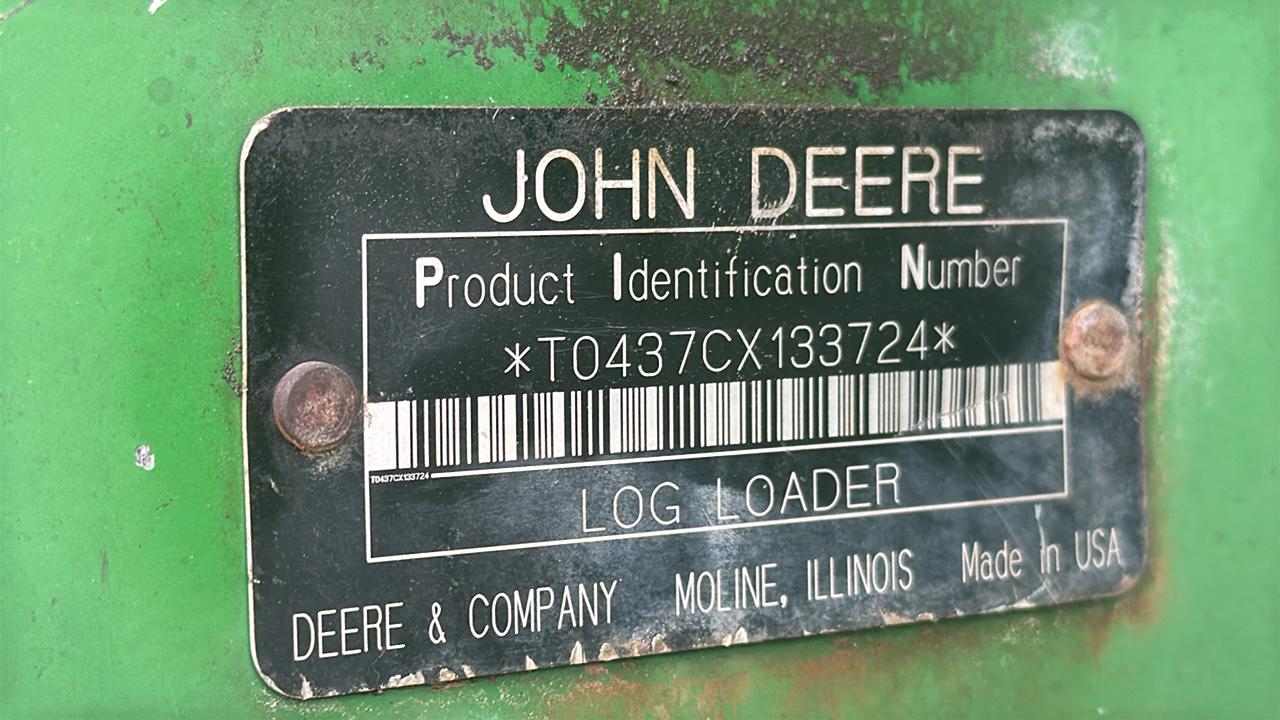 JOHN DEERE
Product Identification Number
*T0437CX133724*
T0437CX133724
LOG LOADER
DEERE & COMPANY MOLINE, ILLINOIS Made in USA